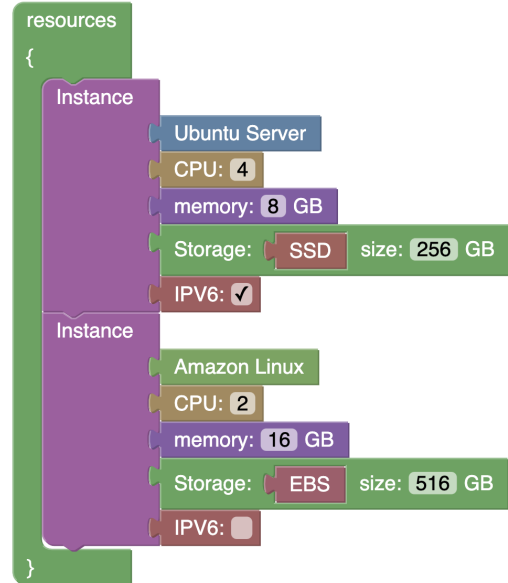 resources
{
Instance
Ubuntu Server
CPU: 4
memory: 8 GB
Storage: SSD size: 256 GB
IPV6: ✓
Instance
Amazon Linux
CPU: 2
memory: 16 GB
Storage: EBS size: 516 GB
IPV6:
}